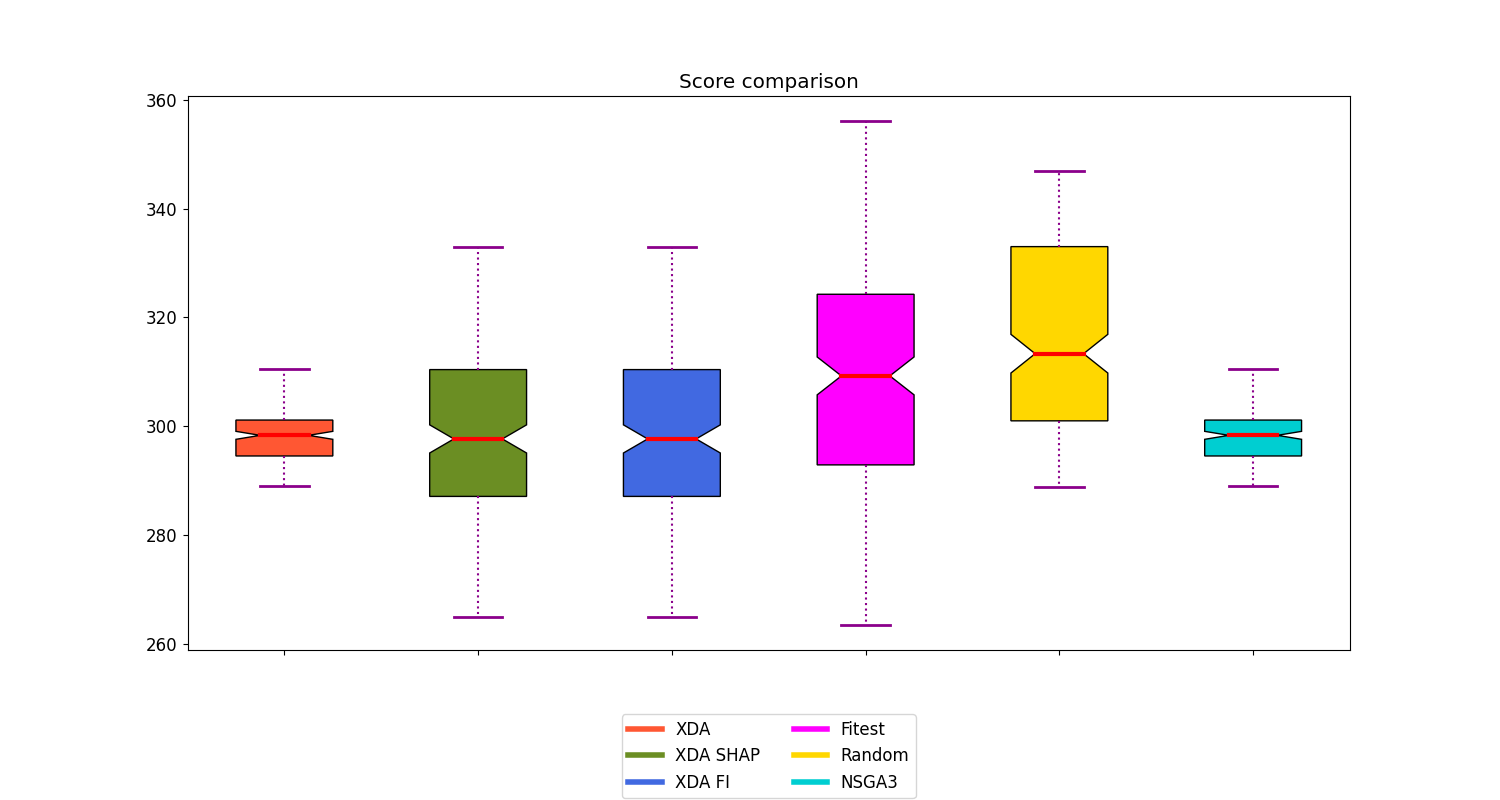 Score comparison
360
340
320
300
280
260
XDA
XDA SHAP
XDA FI
Fitest
Random
NSGA3